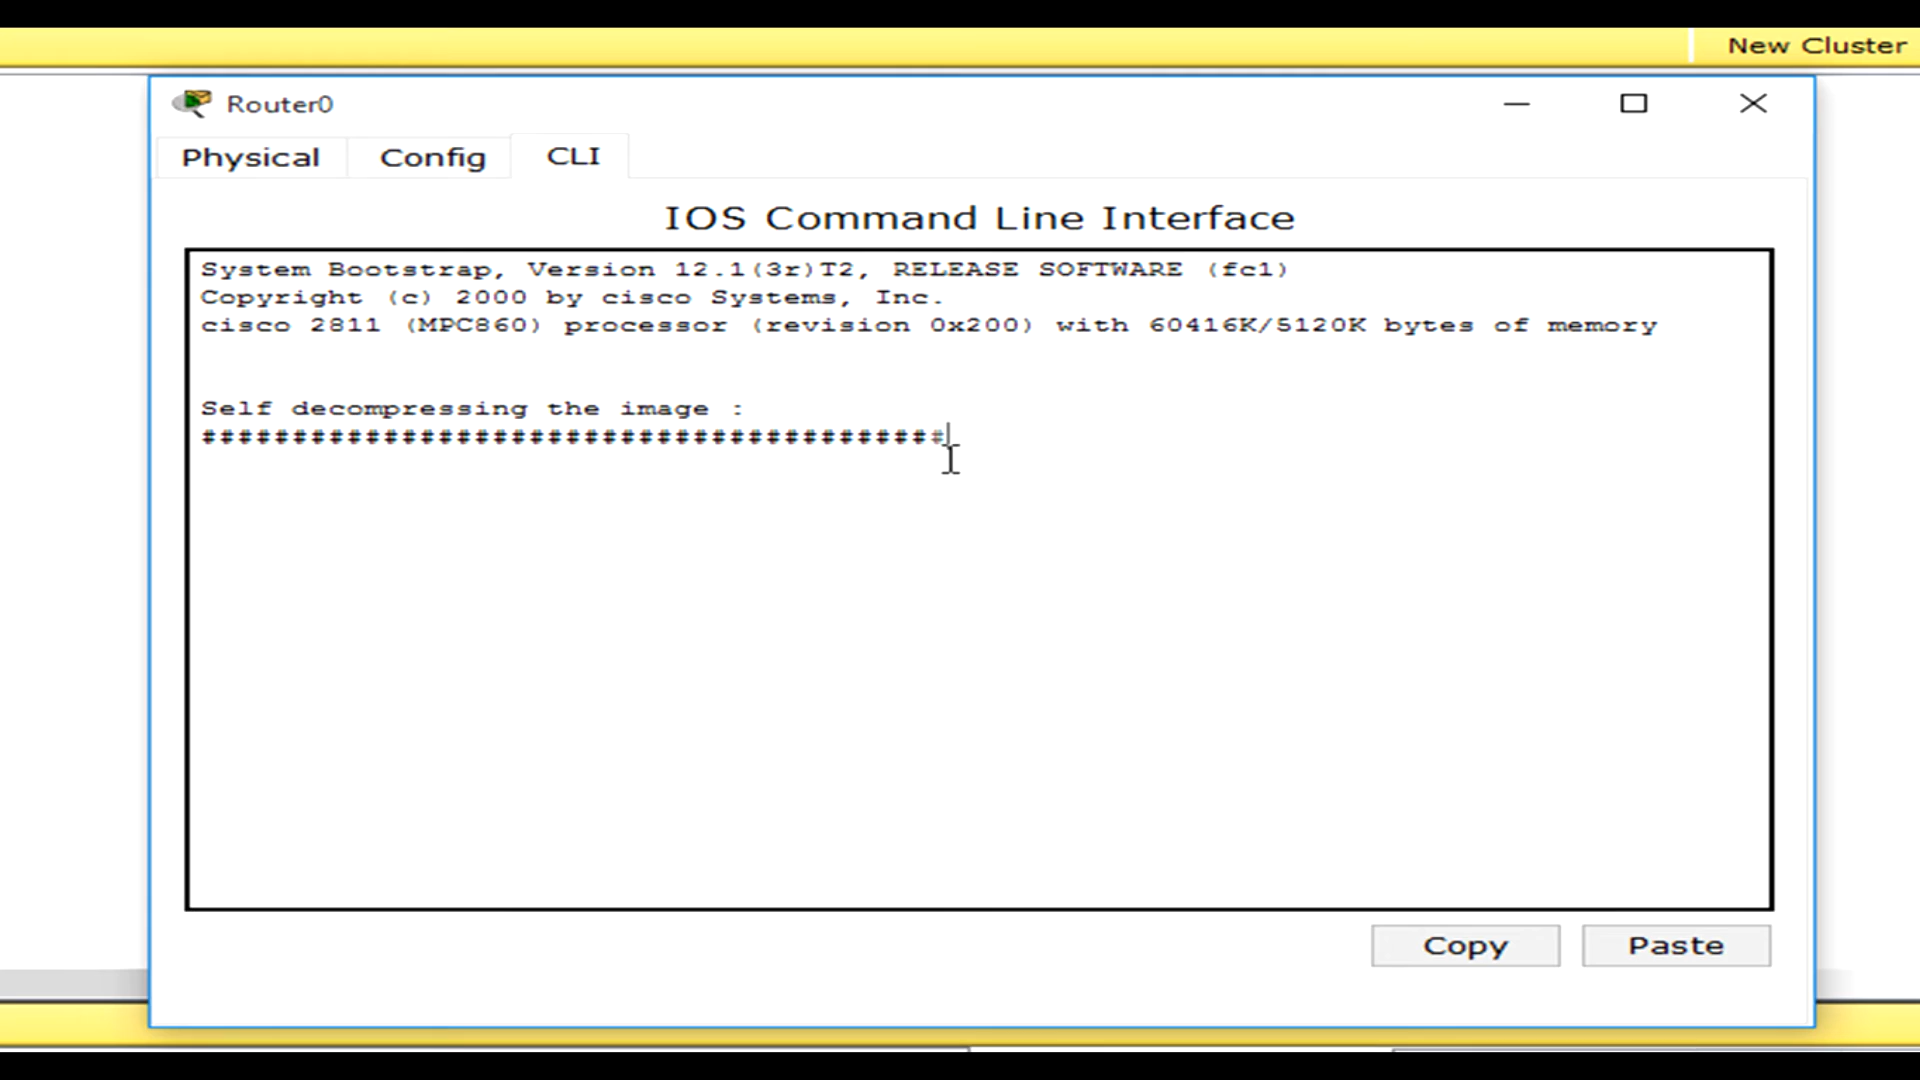 New Cluster
Router0
Physical Config CLI
IOS Command Line Interface
System Bootstrap, Version 12.1(3r)T2, RELEASE SOFTWARE (fc1)
Copyright (c) 2000 by cisco Systems, Inc.
cisco 2811 (MPC860) processor (revision 0x200) with 60416K/5120K bytes of memory
Self decompressing the image :
#########################################
Copy Paste